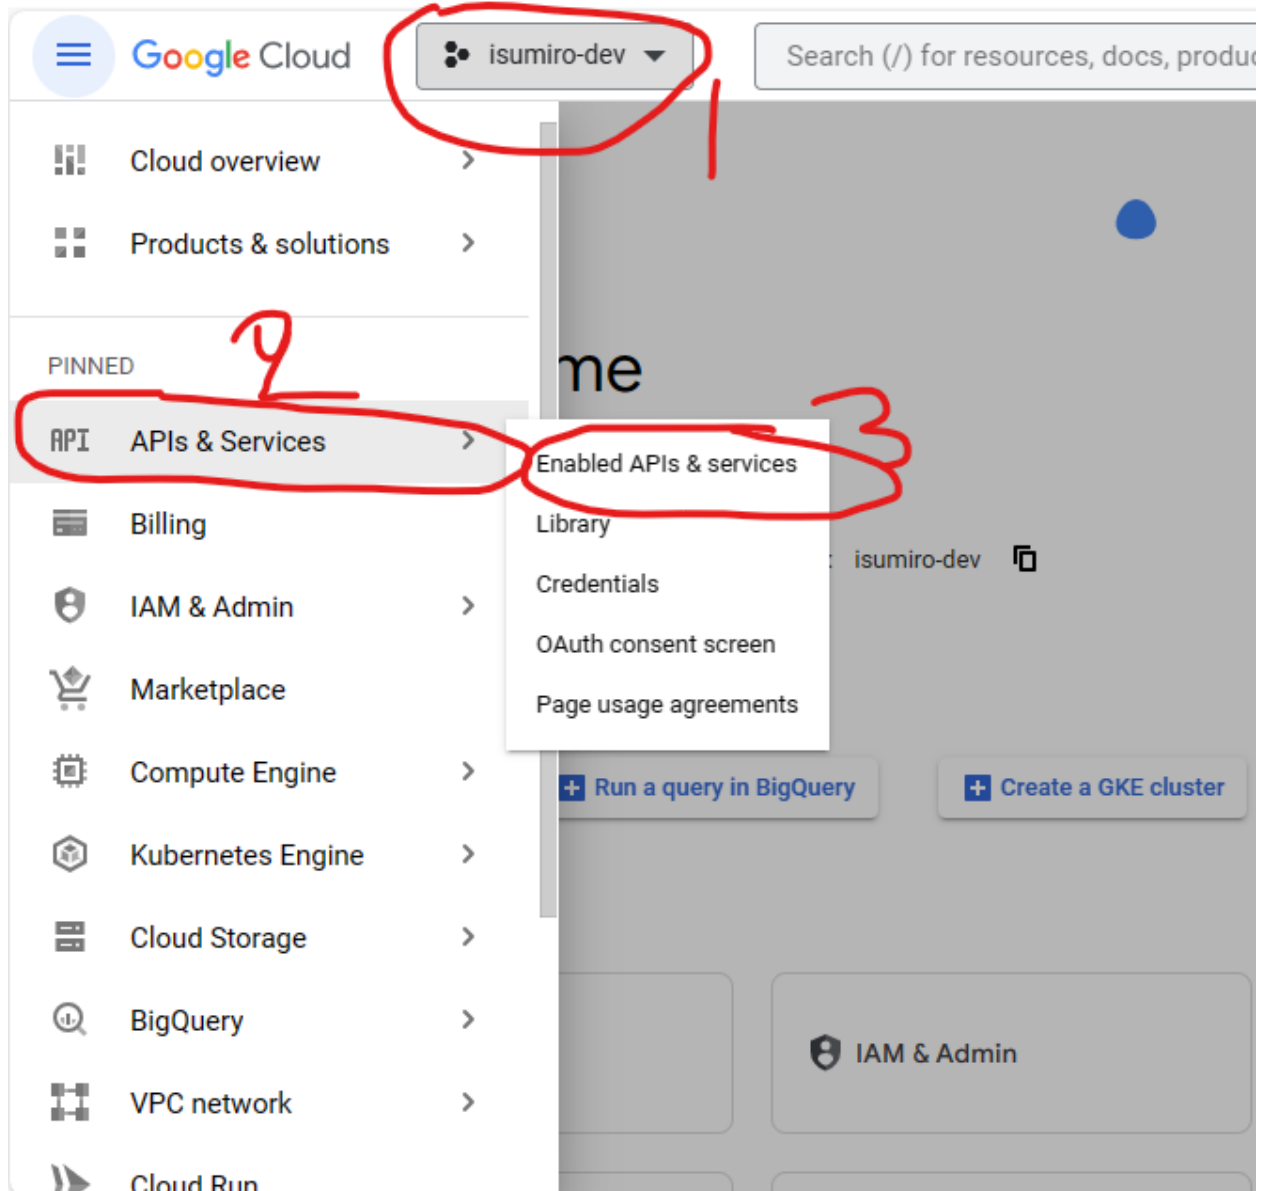 Google Cloud
isumiro-dev
Search (/) for resources, docs, produc
1
Cloud overview
Products & solutions
2
PINNED
me
3
API APIs & Services
Enabled APIs & services
Billing
Library
: isumiro-dev
Credentials
IAM & Admin
OAuth consent screen
Marketplace
Page usage agreements
Compute Engine
Run a query in BigQuery
Create a GKE cluster
Kubernetes Engine
Cloud Storage
BigQuery
IAM & Admin
VPC network
Cloud Run